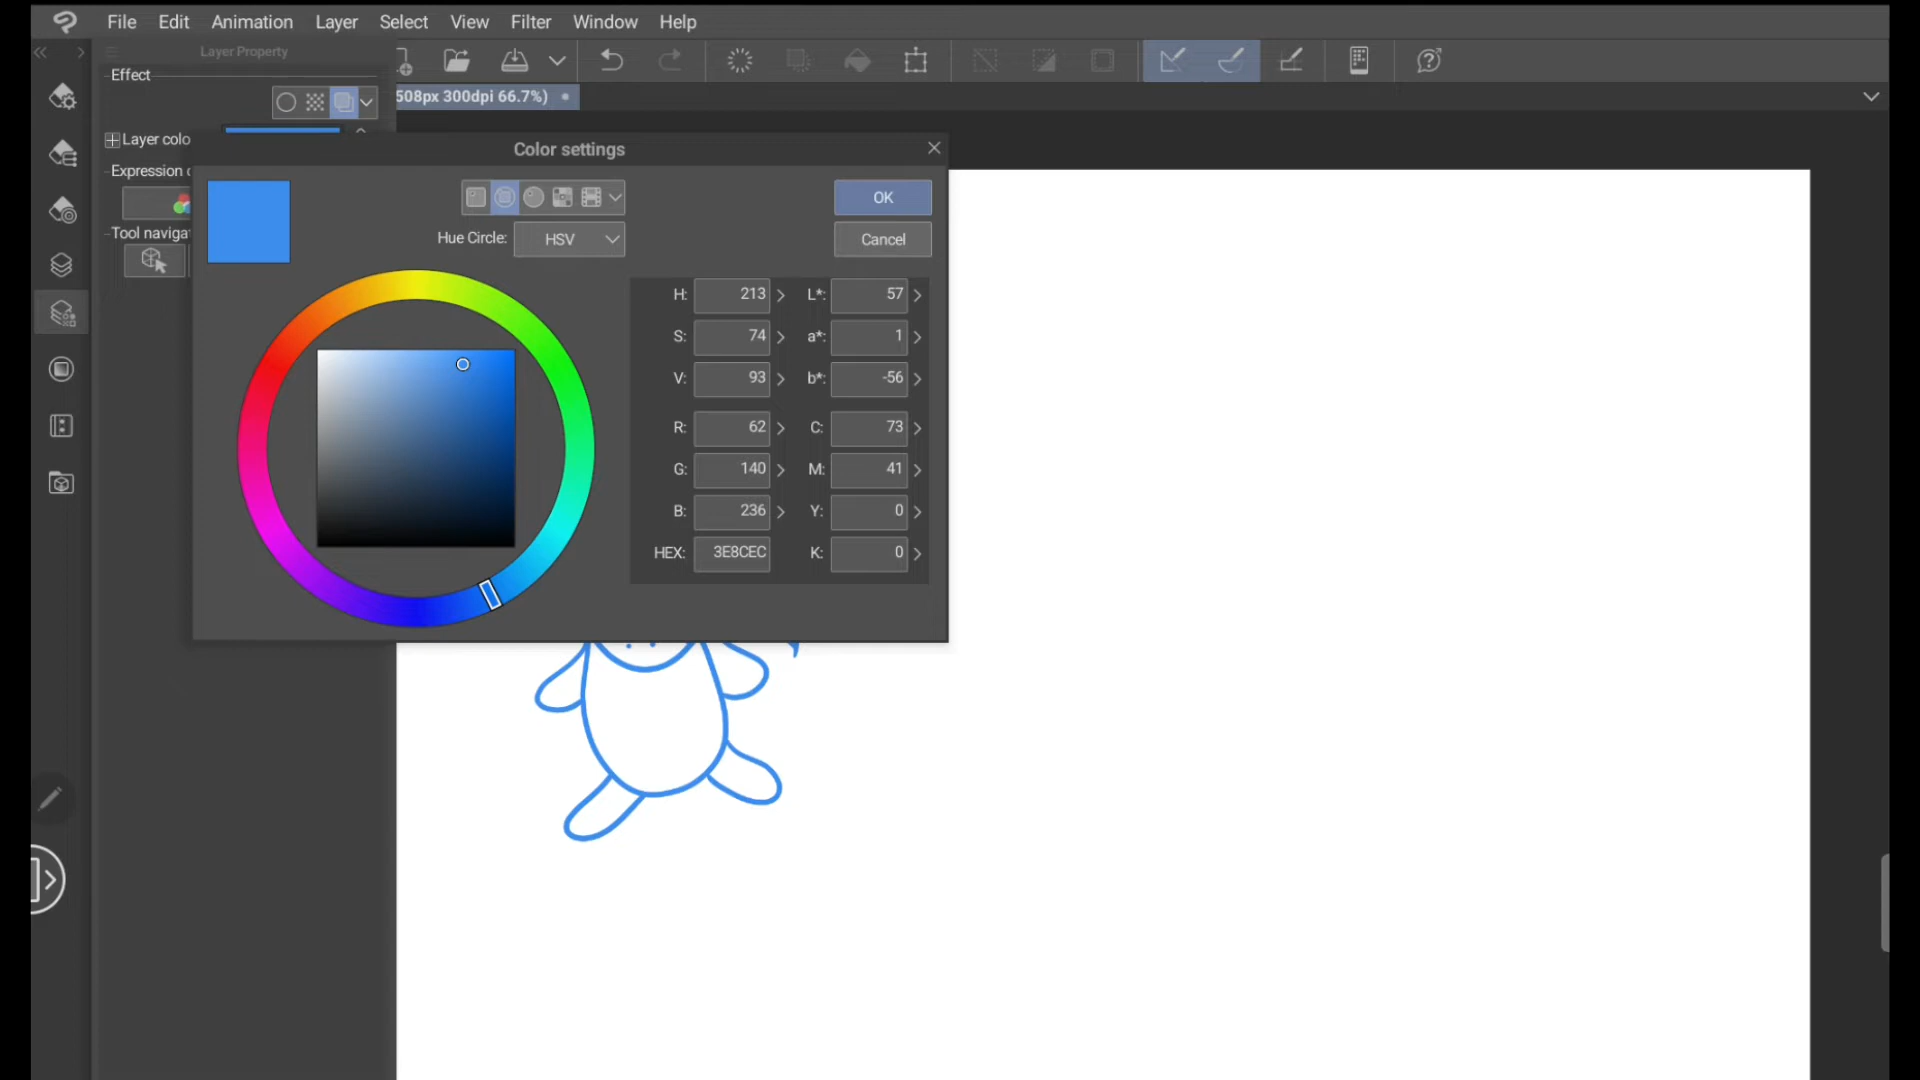 File Edit Animation Layer Select View Filter Window Help
Layer Property
Effect
508px 300dpi 66.7%)
Layer colo
Expression c
Tool navigat
Color settings
OK
Hue Circle: HSV
Cancel
H: 213 L*: 57
S: 74 a*: 1
V: 93 b*: -56
R: 62 C: 73
G: 140 M: 41
B: 236 Y: 0
HEX: 3E8CEC K: 0